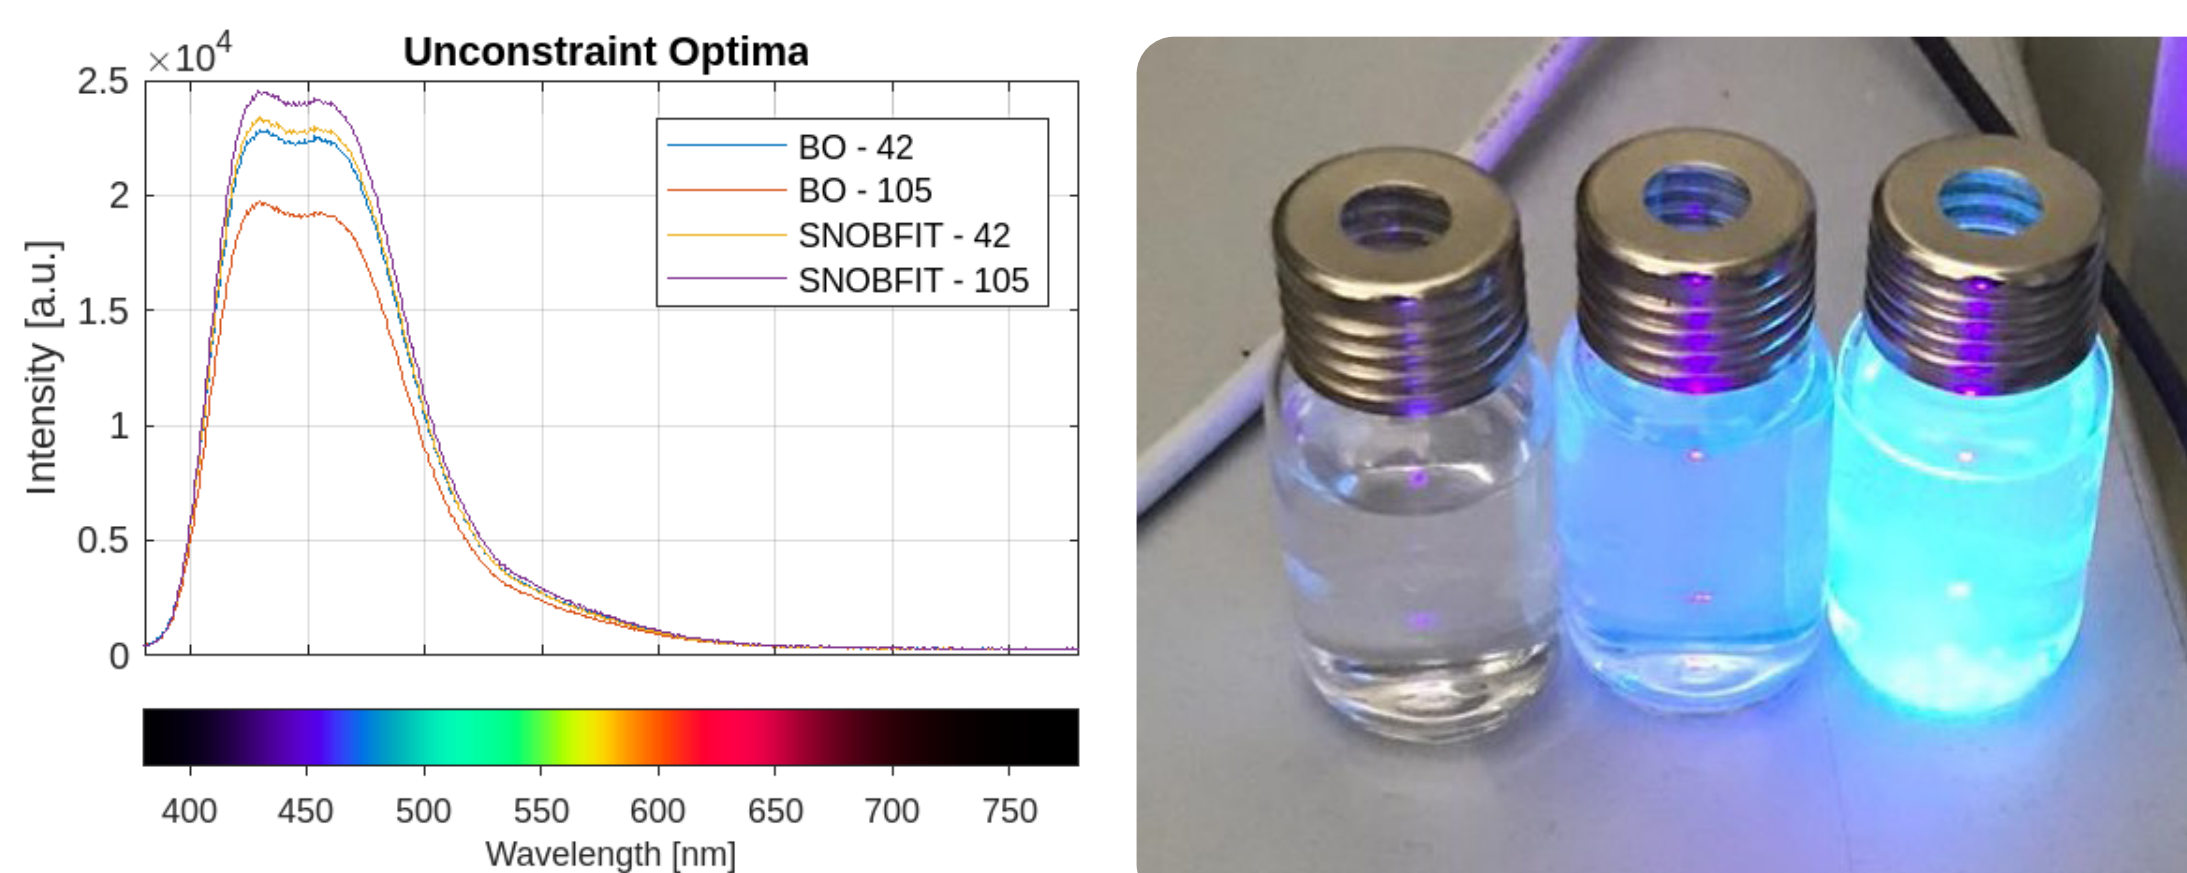 ×10⁴
Unconstraint Optima
2.5
2
1.5
1
0.5
0
Intensity [a.u.]
BO - 42
BO - 105
SNOBFIT - 42
SNOBFIT - 105
400 450 500 550 600 650 700 750
Wavelength [nm]